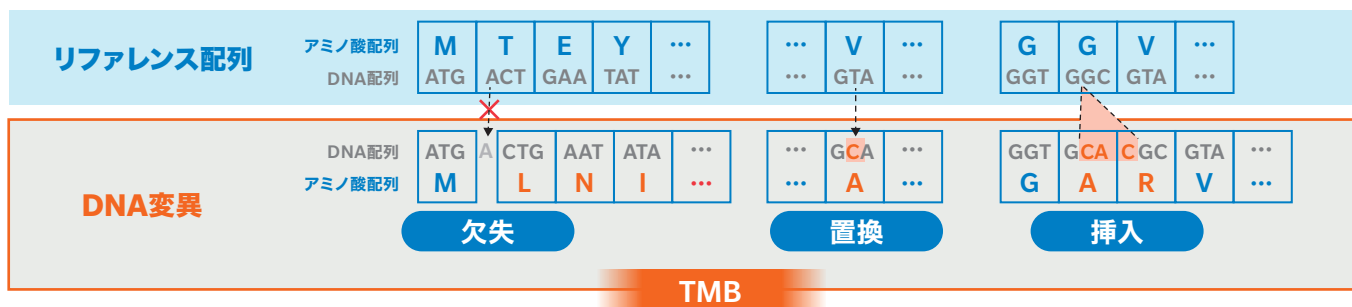 リファレンス配列
アミノ酸配列 M T E Y … … V … G G V
DNA配列 ATG ACT GAA TAT … … GTA … GGT GGC GTA
DNA変異
DNA配列 ATG A CTG AAT ATA … … GCA … GGT GCA CGC GTA …
アミノ酸配列 M L N I … … A … G A R V …
欠失 置換 挿入
TMB